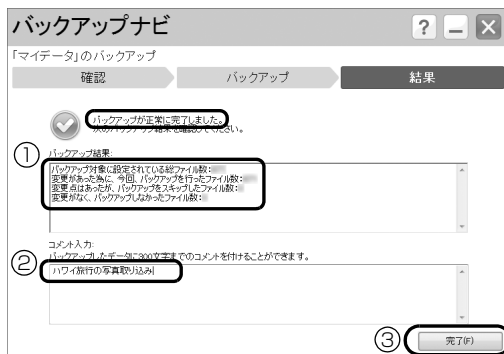 バックアップナビ
? – ×
「マイデータ」のバックアップ
確認 バックアップ 結果
バックアップが正常に完了しました。
次のバックアップ結果を確認してください。
① バックアップ結果:
バックアップ対象に設定されている総ファイル数:
変更があった為に、今回、バックアップを行ったファイル数:
変更点はあったが、バックアップをスキップしたファイル数:
変更がなく、バックアップしなかったファイル数:
コメント入力:
バックアップしたデータに300文字までのコメントを付けることができます。
② ハワイ旅行の写真取り込み
③ 完了(F)